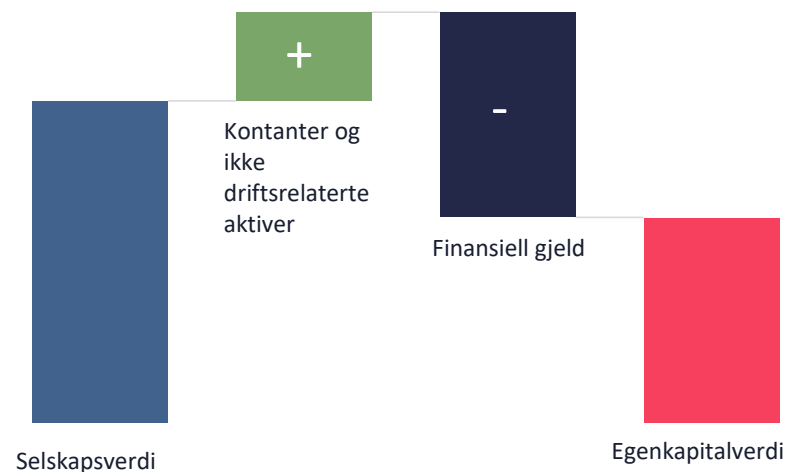 +
-
Kontanter og
ikke
driftsrelaterte
aktiver
Finansiell gjeld
Selskapsverdi
Egenkapitalverdi